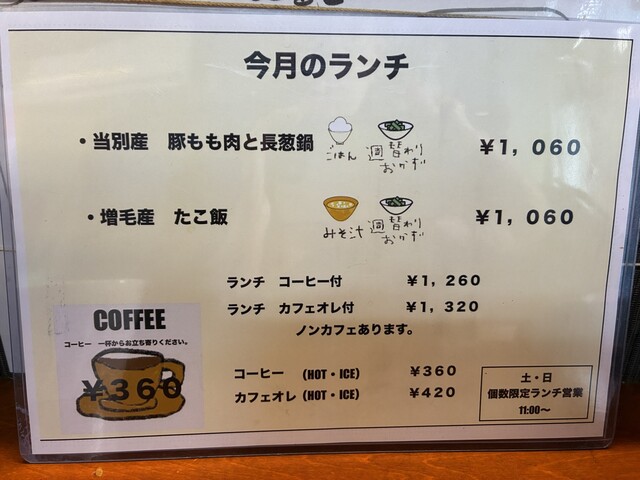 今月のランチ
・当別産　豚もも肉と長葱鍋 ごはん 週替わりおかず ￥1，060
・増毛産　たこ飯 みそ汁 週替わりおかず ￥1，060
ランチ　コーヒー付 ￥1，260
ランチ　カフェオレ付 ￥1，320
ノンカフェあります。
COFFEE
コーヒー　一杯からお立ち寄りください。
￥360
コーヒー　（HOT・ICE） ￥360
カフェオレ（HOT・ICE） ￥420
土・日
個数限定ランチ営業
11:00～